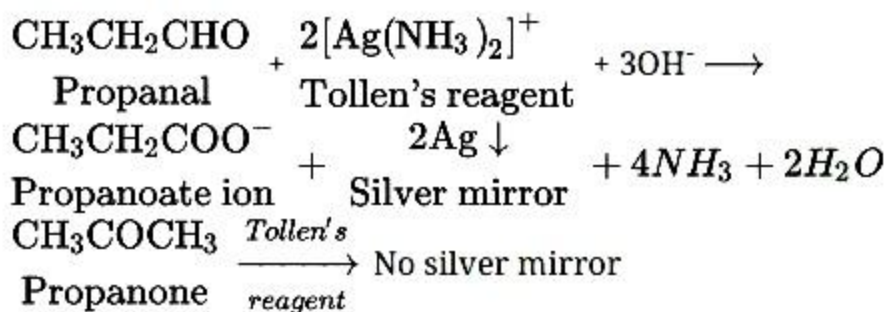 CH₃CH₂CHO + 2[Ag(NH₃)₂]⁺ + 3OH⁻ ⟶
Propanal Tollen's reagent
CH₃CH₂COO⁻ + 2Ag ↓ + 4NH₃ + 2H₂O
Propanoate ion Silver mirror
CH₃COCH₃ Tollen's reagent ⟶ No silver mirror
Propanone